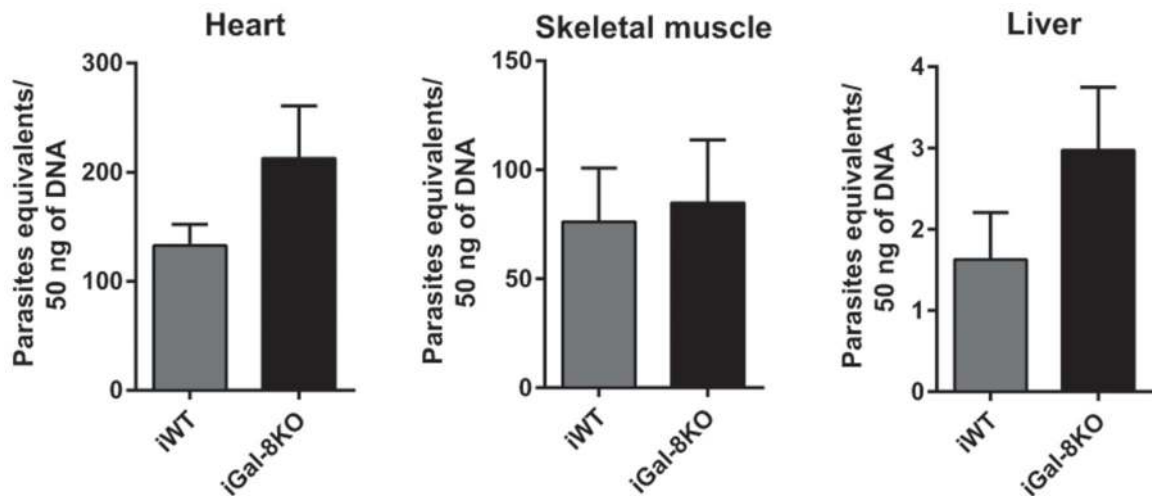 Heart
Parasites equivalents/
50 ng of DNA
300
200
100
0
iWT
iGal-8KO
Skeletal muscle
Parasites equivalents/
50 ng of DNA
150
100
50
0
iWT
iGal-8KO
Liver
Parasites equivalents/
50 ng of DNA
4
3
2
1
0
iWT
iGal-8KO